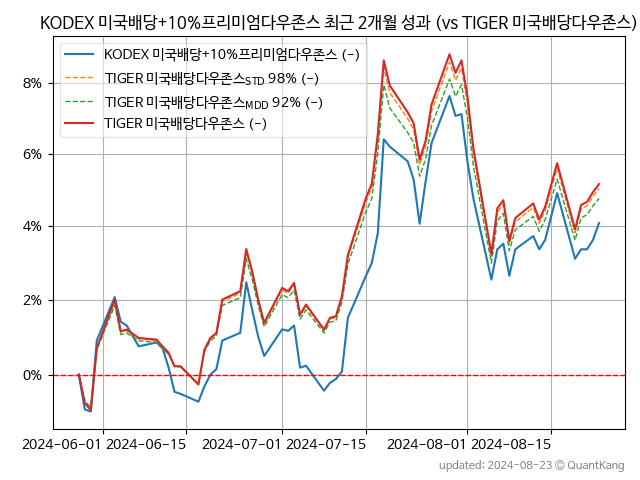 KODEX 미국배당+10%프리미엄다우존스 최근 2개월 성과 (vs TIGER 미국배당다우존스)
KODEX 미국배당+10%프리미엄다우존스 (-)
TIGER 미국배당다우존스STD 98% (-)
TIGER 미국배당다우존스MDD 92% (-)
TIGER 미국배당다우존스 (-)
8%
6%
4%
2%
0%
2024-06-01 2024-06-15 2024-07-01 2024-07-15 2024-08-01 2024-08-15
updated: 2024-08-23 © QuantKang